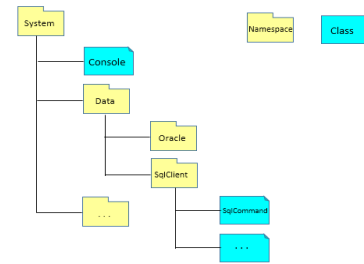 System
Namespace
Class
Console
Data
Oracle
SqlClient
SqlCommand
. . .
. . .